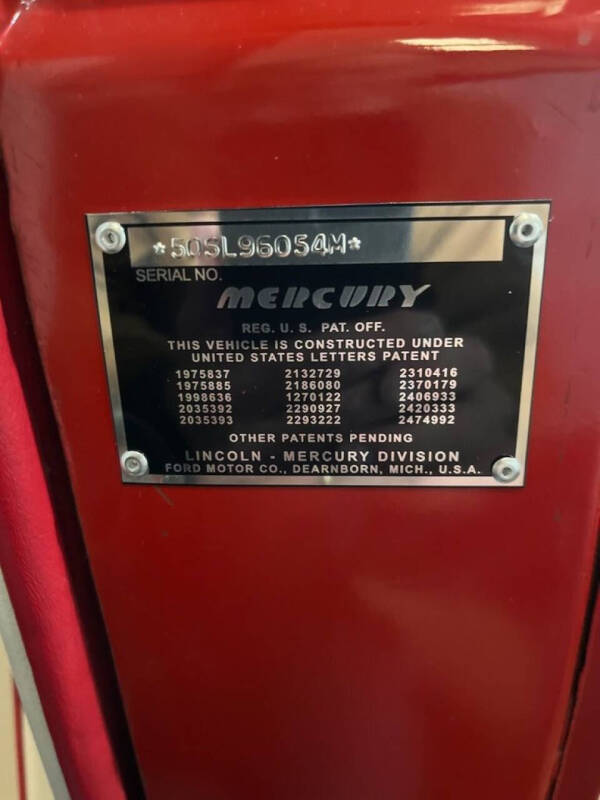 *50SL96054M*
SERIAL NO.
MERCURY
REG. U. S. PAT. OFF.
THIS VEHICLE IS CONSTRUCTED UNDER
UNITED STATES LETTERS PATENT
1975837 2132729 2310416
1975885 2186080 2370179
1998636 1270122 2406933
2035392 2290927 2420333
2035393 2293222 2474992
OTHER PATENTS PENDING
LINCOLN - MERCURY DIVISION
FORD MOTOR CO., DEARNBORN, MICH., U.S.A.